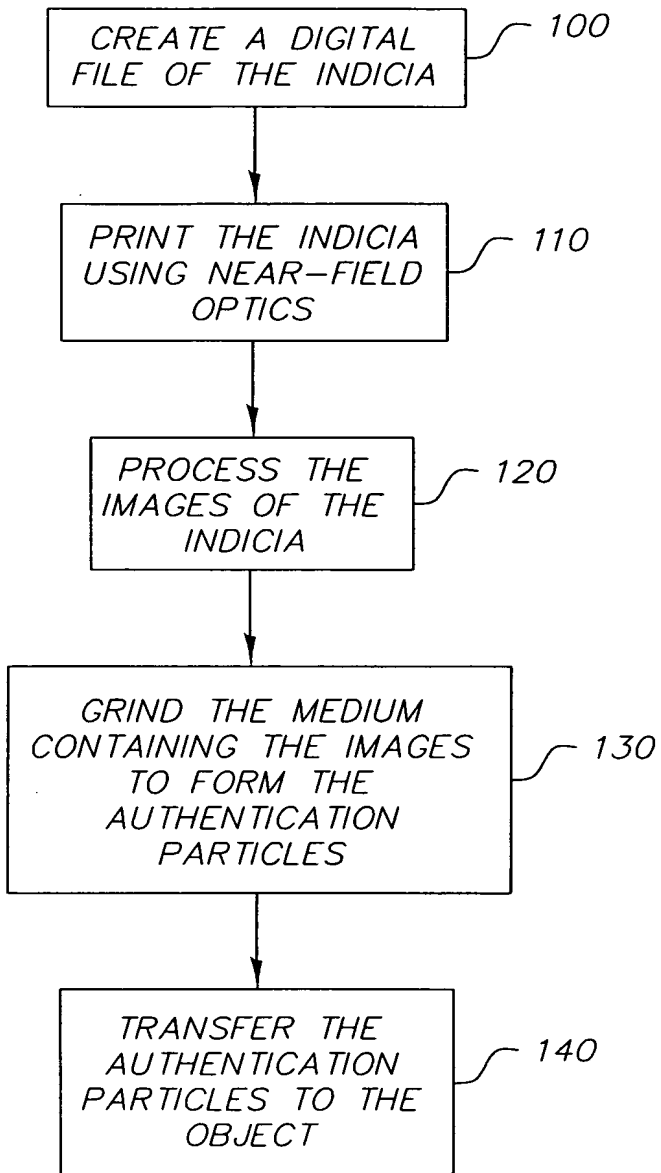 CREATE A DIGITAL
FILE OF THE INDICIA
100
PRINT THE INDICIA
USING NEAR-FIELD
OPTICS
110
PROCESS THE
IMAGES OF THE
INDICIA
120
GRIND THE MEDIUM
CONTAINING THE IMAGES
TO FORM THE
AUTHENTICATION
PARTICLES
130
TRANSFER THE
AUTHENTICATION
PARTICLES TO THE
OBJECT
140